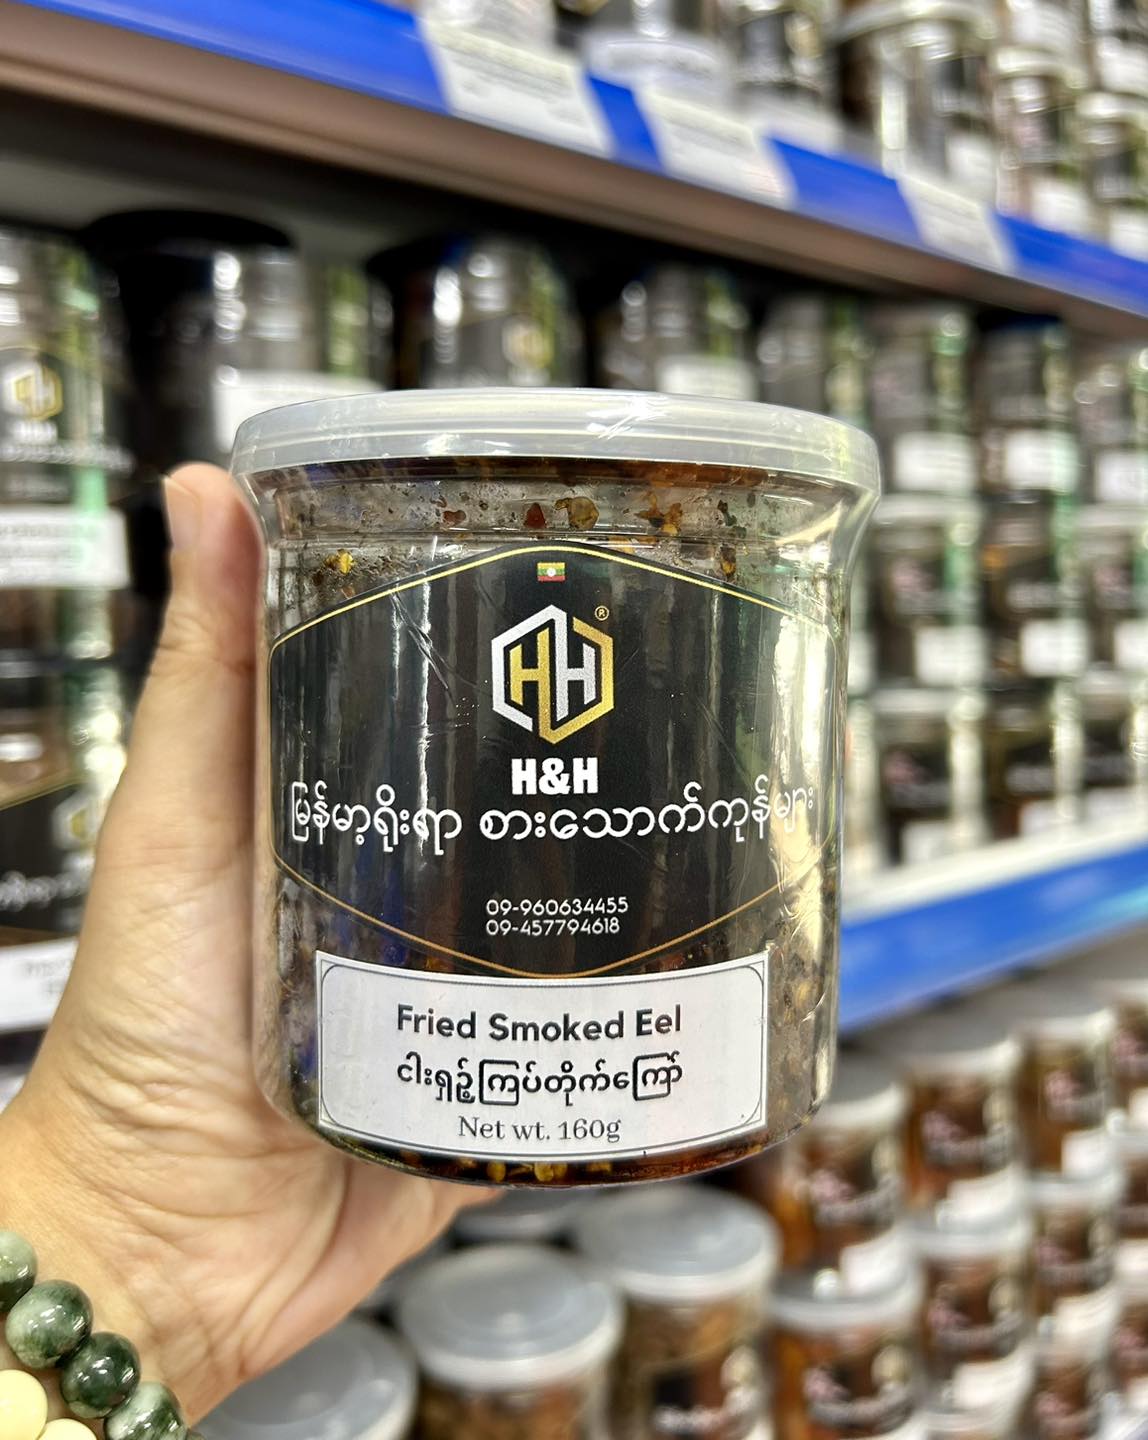 HH
®
H&H
မြန်မာ့ရိုးရာ စားသောက်ကုန်များ
09-960634455
09-457794618
Fried Smoked Eel
ငါးရှဉ့်ကြပ်တိုက်ကြော်
Net wt. 160g
H&H